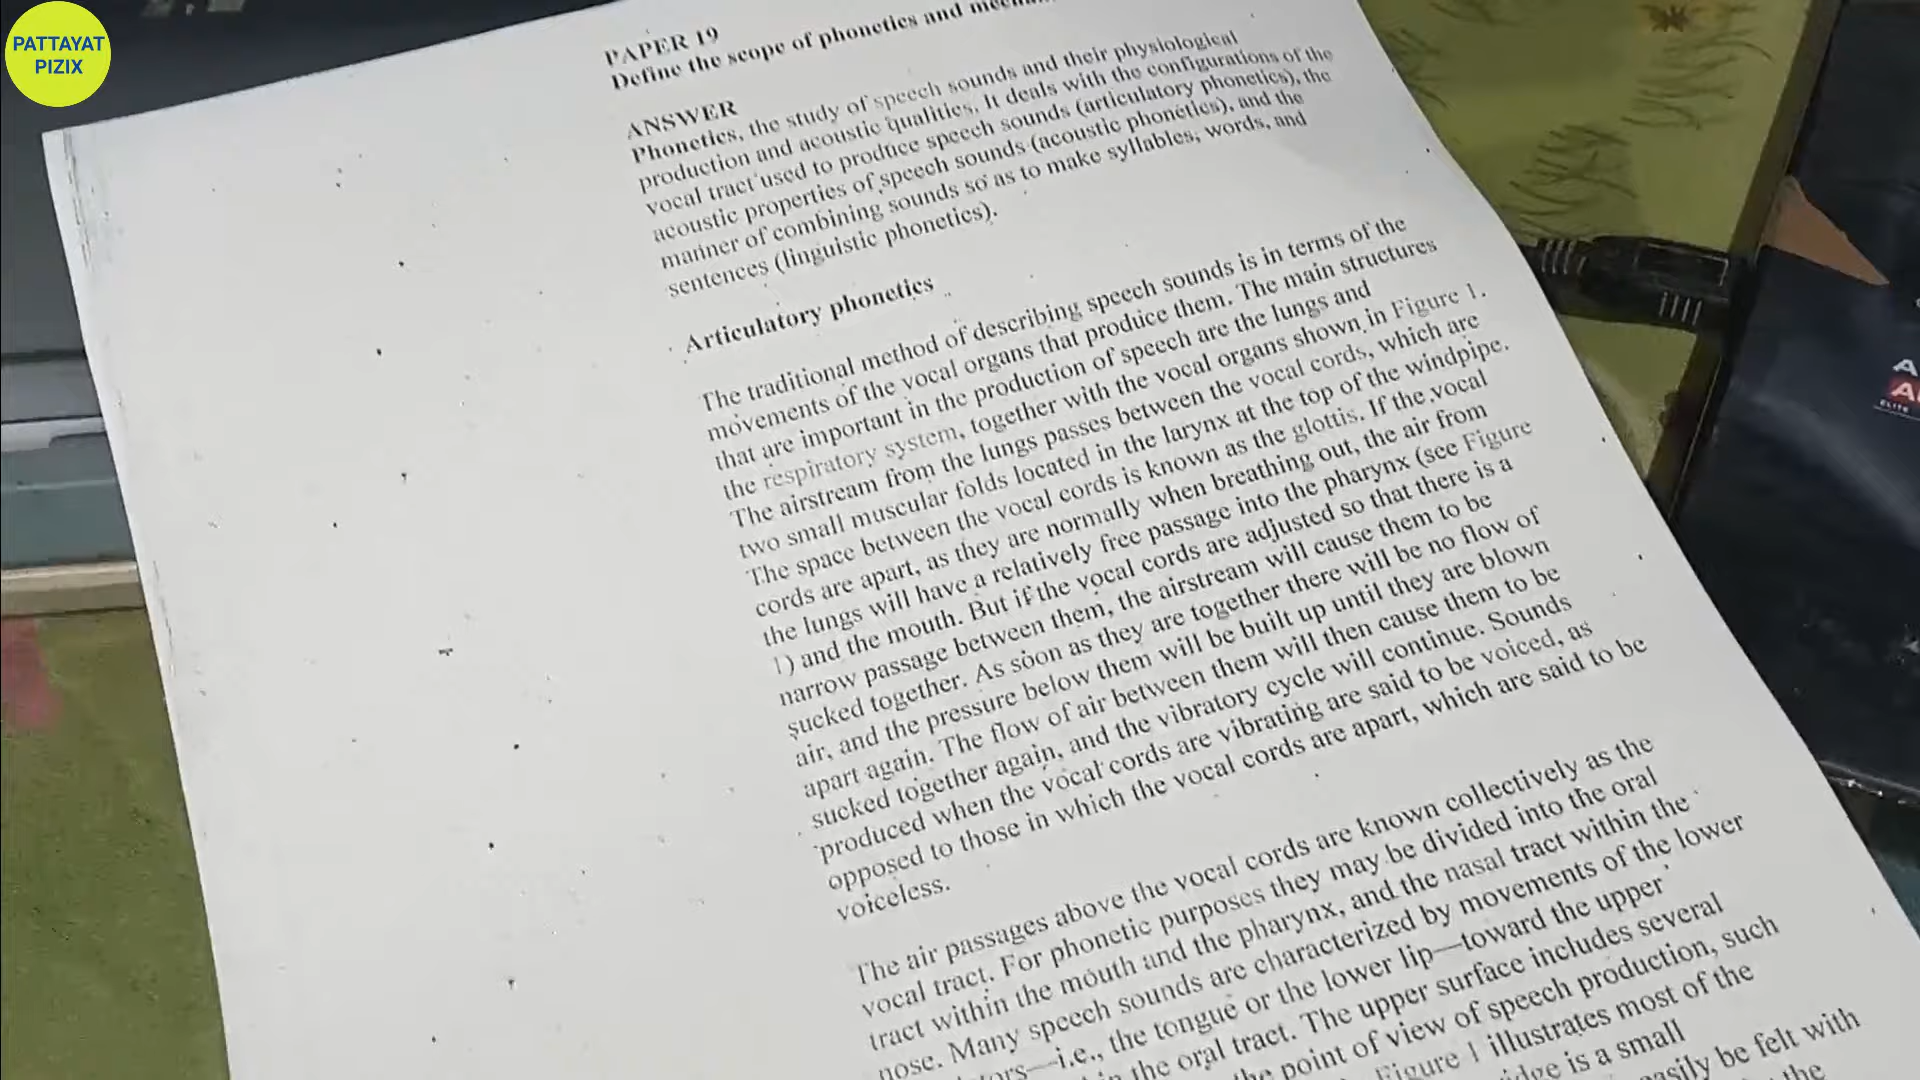 PATTAYAT
PIZIX
PAPER 19
Define the scope of phonetics and
ANSWER
Phonetics, the study of speech sounds and their physiological
production and acoustic qualities. It deals with the configurations of the
vocal tract used to produce speech sounds (articulatory phonetics), the
acoustic properties of speech sounds (acoustic phonetics), and the
manner of combining sounds so as to make syllables, words, and
sentences (linguistic phonetics).
Articulatory phonetics
The traditional method of describing speech sounds is in terms of the
movements of the vocal organs that produce them. The main structures
that are important in the production of speech are the lungs and
the respiratory system, together with the vocal organs shown in Figure 1.
The airstream from the lungs passes between the vocal cords, which are
two small muscular folds located in the larynx at the top of the windpipe.
The space between the vocal cords is known as the glottis. If the vocal
cords are apart, as they are normally when breathing out, the air from
the lungs will have a relatively free passage into the pharynx (see Figure
1) and the mouth. But if the vocal cords are adjusted so that there is a
narrow passage between them, the airstream will cause them to be
sucked together. As soon as they are together there will be no flow of
air, and the pressure below them will be built up until they are blown
apart again. The flow of air between them will then cause them to be
sucked together again, and the vibratory cycle will continue. Sounds
produced when the vocal cords are vibrating are said to be voiced, as
opposed to those in which the vocal cords are apart, which are said to be
voiceless.
The air passages above the vocal cords are known collectively as the
vocal tract. For phonetic purposes they may be divided into the oral
tract within the mouth and the pharynx, and the nasal tract within the
nose. Many speech sounds are characterized by movements of the lower
i.e., the tongue or the lower lip—toward the upper
the oral tract. The upper surface includes several
the point of view of speech production, such
Figure 1 illustrates most of the
is a small
easily be felt with
the
ELITE